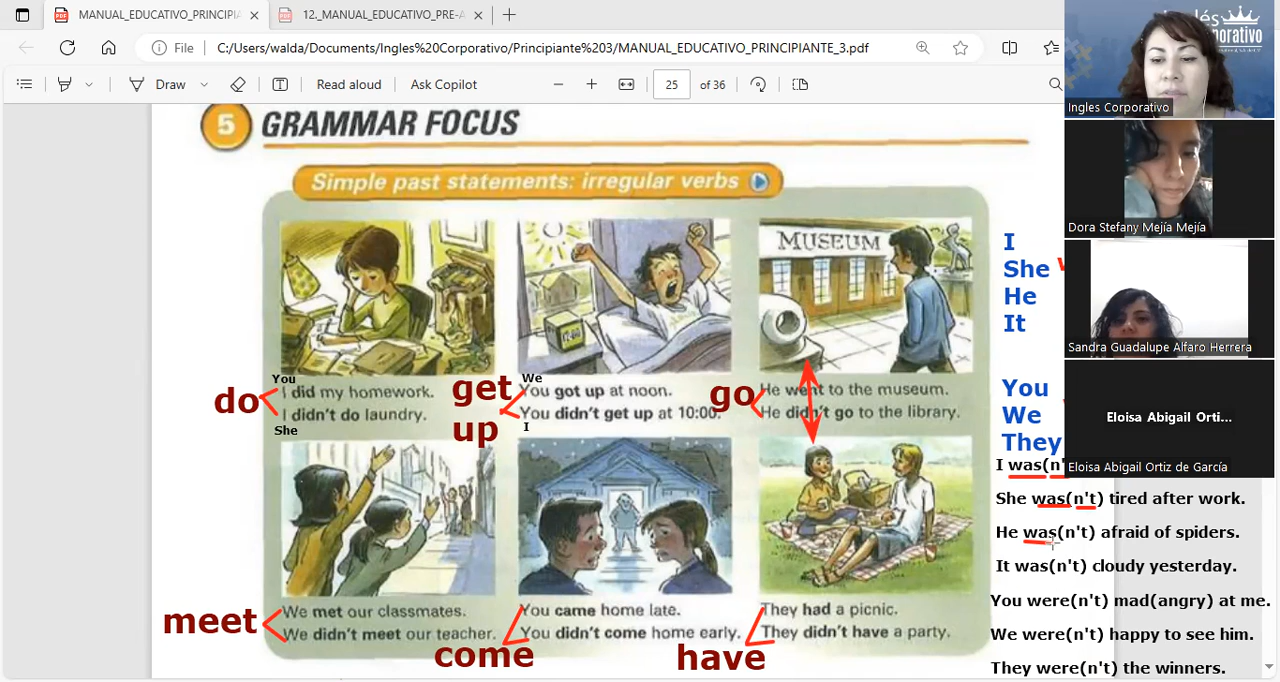 MANUAL_EDUCATIVO_PRINCIPIA
12._MANUAL_EDUCATIVO_PRE-A
File
C:/Users/walda/Documents/Ingles%20Corporativo/Principiante%203/MANUAL_EDUCATIVO_PRINCIPIANTE_3.pdf
Draw
Read aloud
Ask Copilot
25
of 36
5 GRAMMAR FOCUS
Simple past statements: irregular verbs
MUSEUM
do
You
I did my homework.
I didn't do laundry.
She
get up
We
You got up at noon.
You didn't get up at 10:00.
I
go
He went to the museum.
He didn't go to the library.
meet
We met our classmates.
We didn't meet our teacher.
come
You came home late.
You didn't come home early.
have
They had a picnic.
They didn't have a party.
I
She
He
It
You
We
They
I was(n'
She was(n't) tired after work.
He was(n't) afraid of spiders.
It was(n't) cloudy yesterday.
You were(n't) mad(angry) at me.
We were(n't) happy to see him.
They were(n't) the winners.
Ingles Corporativo
Dora Stefany Mejía Mejía
Sandra Guadalupe Alfaro Herrera
Eloisa Abigail Orti...
Eloisa Abigail Ortiz de García